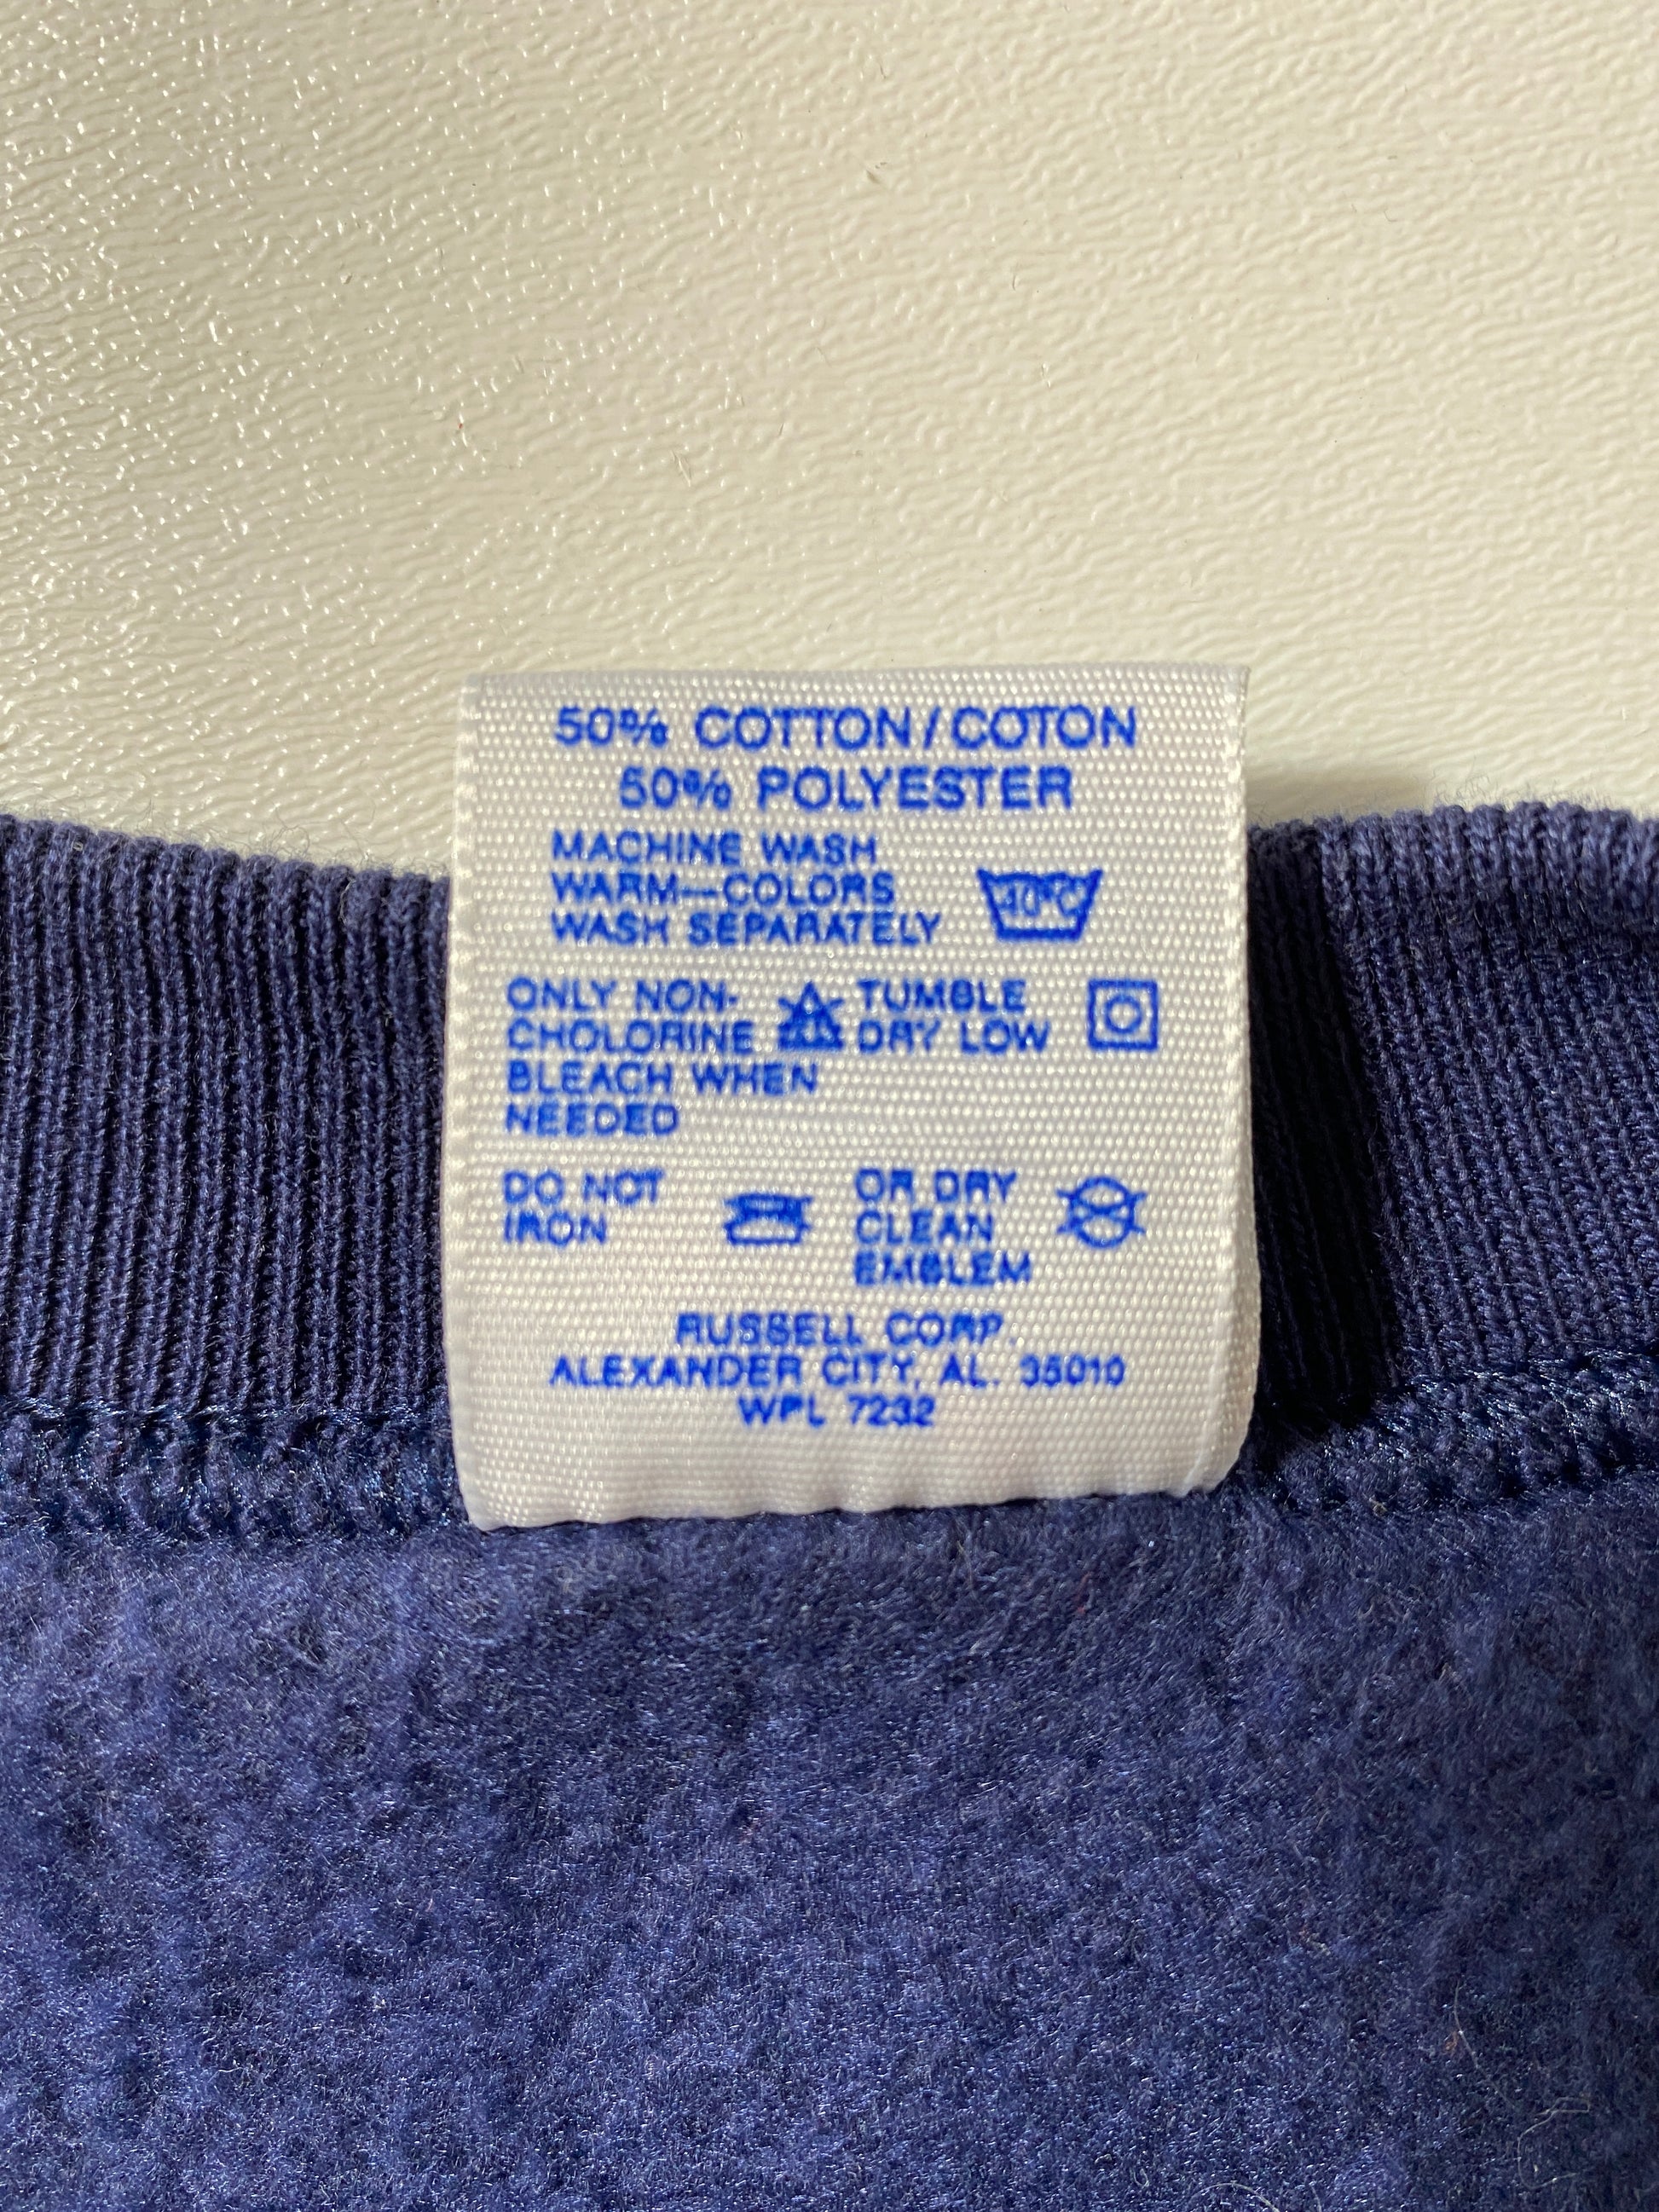 50% COTTON/COTON
50% POLYESTER
MACHINE WASH
WARM—COLORS
WASH SEPARATELY
40°C
ONLY NON-
CHOLORINE
BLEACH WHEN
NEEDED
TUMBLE
DRY LOW
DO NOT
IRON
OR DRY
CLEAN
EMBLEM
RUSSELL CORP.
ALEXANDER CITY, AL. 35010
WPL 7232